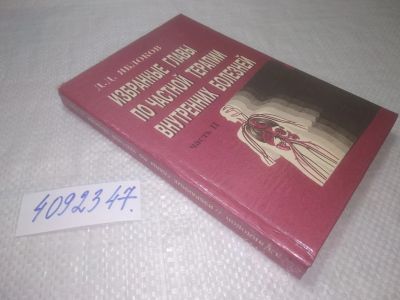 Д.Д. ЯБЛОКОВ
ИЗБРАННЫЕ ГЛАВЫ
ПО ЧАСТНОЙ ТЕРАПИИ
ВНУТРЕННИХ БОЛЕЗНЕЙ
часть II
4092347.